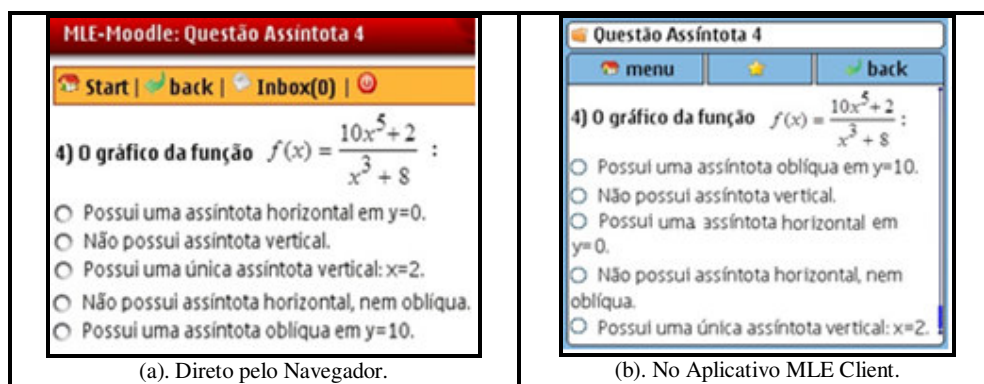 MLE-Moodle: Questão Assíntota 4
Start | back | Inbox(0) |
4) O gráfico da função f(x) = (10x^5 + 2)/(x^3 + 8) :
Possui uma assíntota horizontal em y=0.
Não possui assíntota vertical.
Possui uma única assíntota vertical: x=2.
Não possui assíntota horizontal, nem oblíqua.
Possui uma assíntota oblíqua em y=10.
(a). Direto pelo Navegador.
Questão Assíntota 4
menu back
4) O gráfico da função f(x) = (10x^5 + 2)/(x^3 + 8) :
Possui uma assíntota oblíqua em y=10.
Não possui assíntota vertical.
Possui uma assíntota horizontal em
y=0.
Não possui assíntota horizontal, nem
oblíqua.
Possui uma única assíntota vertical: x=2.
(b). No Aplicativo MLE Client.